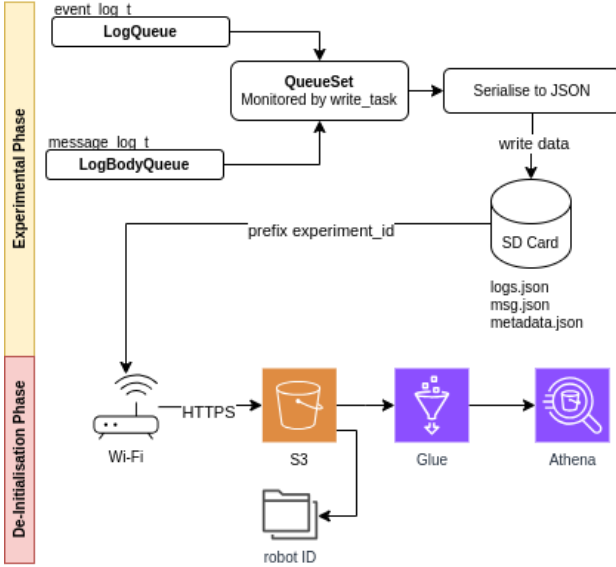 event_log_t
LogQueue
QueueSet
Monitored by write_task
Serialise to JSON
message_log_t
LogBodyQueue
write data
SD Card
prefix experiment_id
logs.json
msg.json
metadata.json
Experimental Phase
Wi-Fi
HTTPS
S3
Glue
Athena
robot ID
De-Initialisation Phase